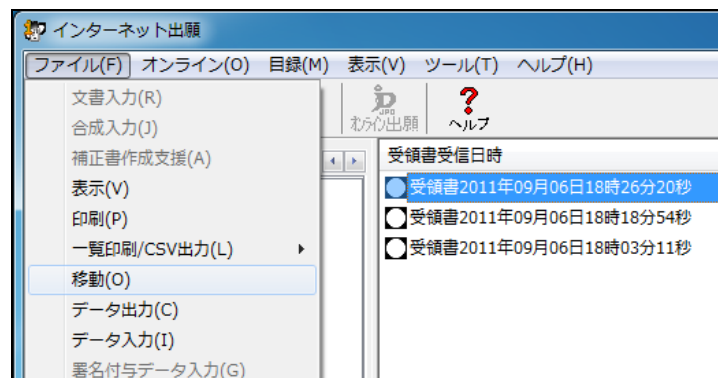 インターネット出願
ファイル(F) オンライン(O) 目録(M) 表示(V) ツール(T) ヘルプ(H)
文書入力(R)
合成入力(J)
補正書作成支援(A)
表示(V)
印刷(P)
一覧印刷/CSV出力(L)
移動(O)
データ出力(C)
データ入力(I)
署名付与データ入力(G)
JPO
オンライン出願
ヘルプ
受領書受信日時
受領書2011年09月06日18時26分20秒
受領書2011年09月06日18時18分54秒
受領書2011年09月06日18時03分11秒